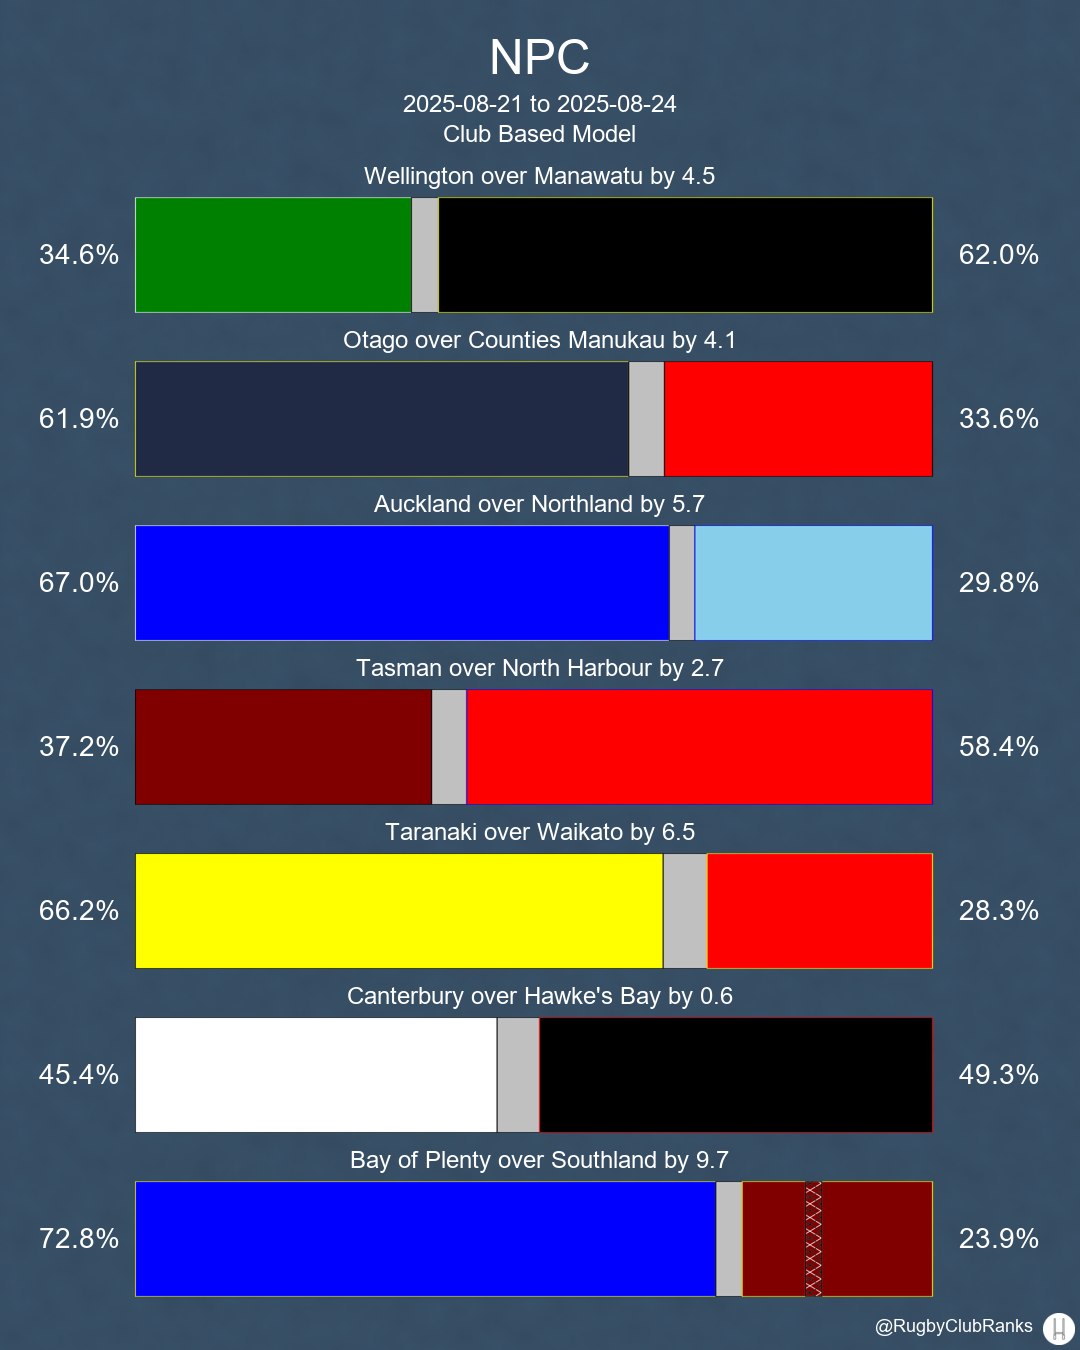 NPC
2025-08-21 to 2025-08-24
Club Based Model
Wellington over Manawatu by 4.5
34.6% 62.0%
Otago over Counties Manukau by 4.1
61.9% 33.6%
Auckland over Northland by 5.7
67.0% 29.8%
Tasman over North Harbour by 2.7
37.2% 58.4%
Taranaki over Waikato by 6.5
66.2% 28.3%
Canterbury over Hawke's Bay by 0.6
45.4% 49.3%
Bay of Plenty over Southland by 9.7
72.8% 23.9%
@RugbyClubRanks